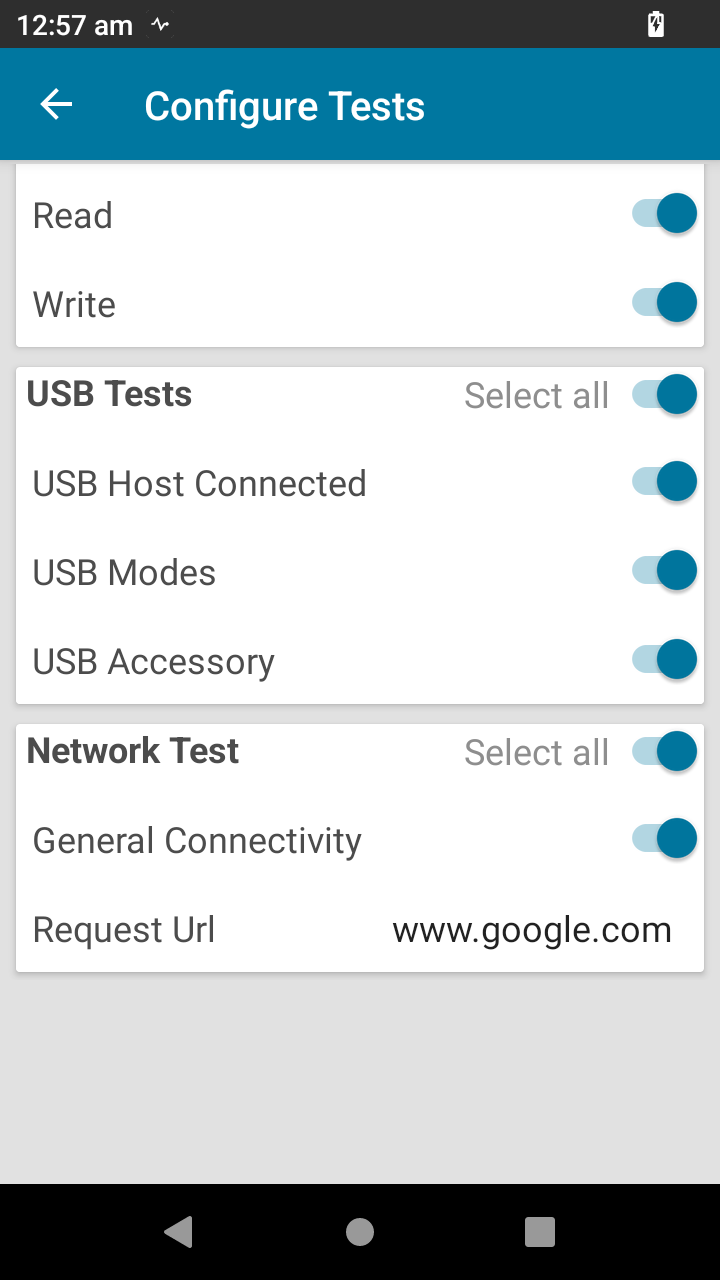 12:57 am
Configure Tests
Read
Write
USB Tests Select all
USB Host Connected
USB Modes
USB Accessory
Network Test Select all
General Connectivity
Request Url www.google.com